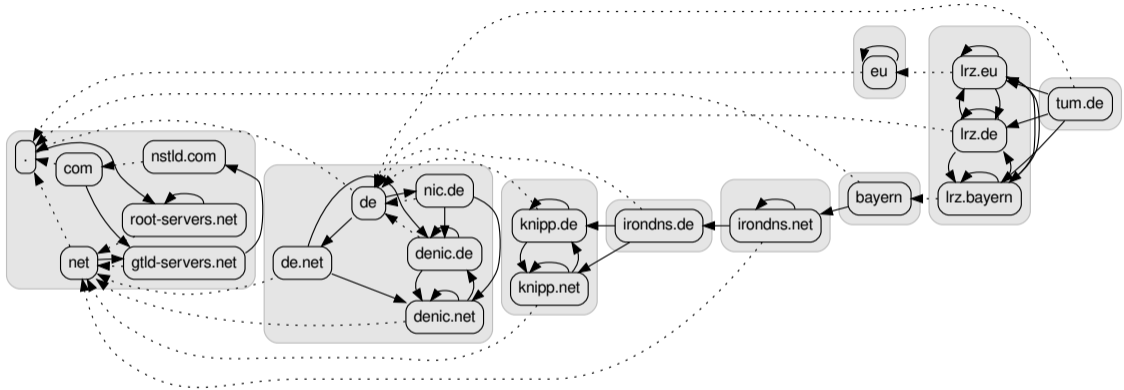 eu
lrz.eu
tum.de
lrz.de
.
com
nstld.com
nic.de
bayern
lrz.bayern
de
root-servers.net
knipp.de
irondns.de
irondns.net
net
gtld-servers.net
de.net
denic.de
knipp.net
denic.net